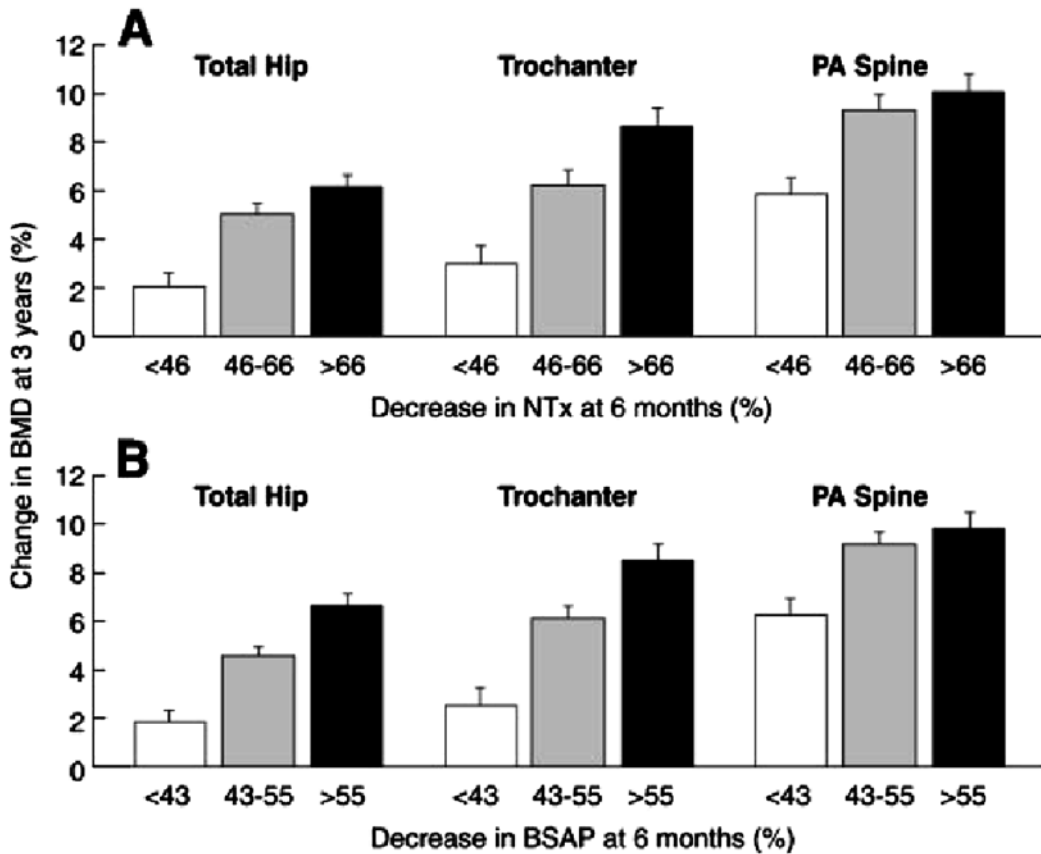 A
12
10
8
6
4
2
0
Total Hip Trochanter PA Spine
<46 46-66 >66 <46 46-66 >66 <46 46-66 >66
Decrease in NTx at 6 months (%)
Change in BMD at 3 years (%)
B
12
10
8
6
4
2
0
Total Hip Trochanter PA Spine
<43 43-55 >55 <43 43-55 >55 <43 43-55 >55
Decrease in BSAP at 6 months (%)